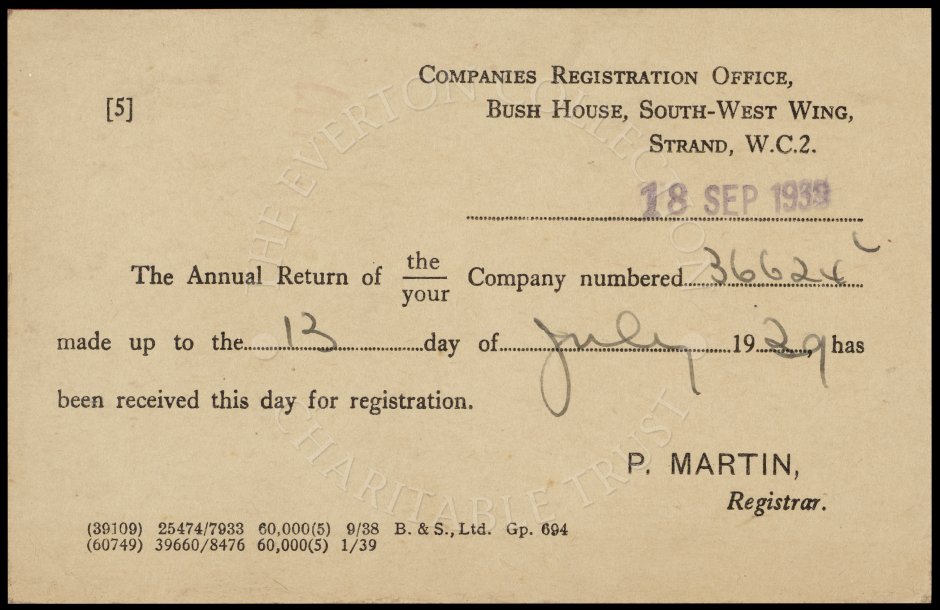 COMPANIES REGISTRATION OFFICE,
[5]
BUSH HOUSE, SOUTH-WEST WING,
STRAND, W.C.2.
18 SEP 1939
The Annual Return of the/your Company numbered 36624
made up to the 13 day of July 1939, has
been received this day for registration.
P. MARTIN,
Registrar.
(39109) 25474/7933 60,000(5) 9/38 B. & S., Ltd. Gp. 694
(60749) 39660/8476 60,000(5) 1/39
THE EVERTON COLLECTION
CHARITABLE TRUST